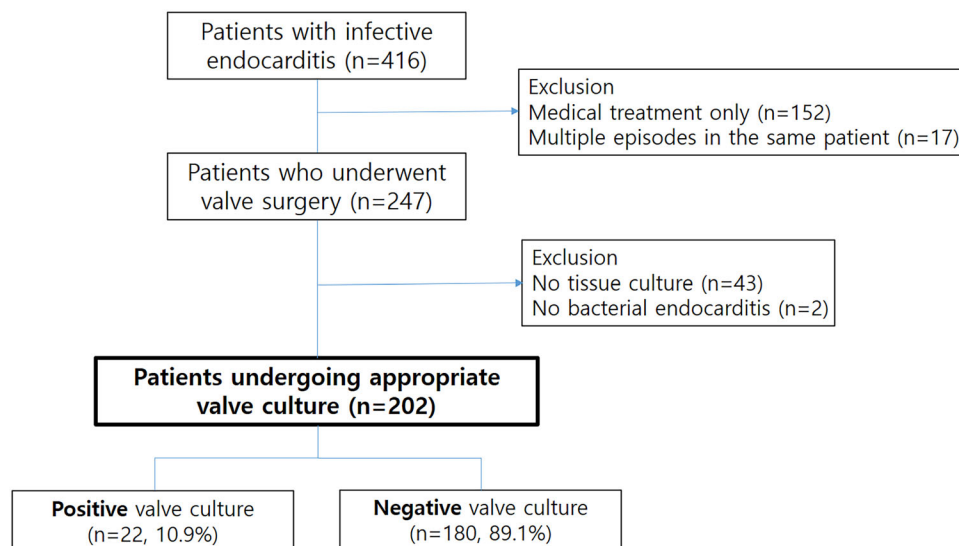 Patients with infective
endocarditis (n=416)
Exclusion
Medical treatment only (n=152)
Multiple episodes in the same patient (n=17)
Patients who underwent
valve surgery (n=247)
Exclusion
No tissue culture (n=43)
No bacterial endocarditis (n=2)
Patients undergoing appropriate
valve culture (n=202)
Positive valve culture
(n=22, 10.9%)
Negative valve culture
(n=180, 89.1%)